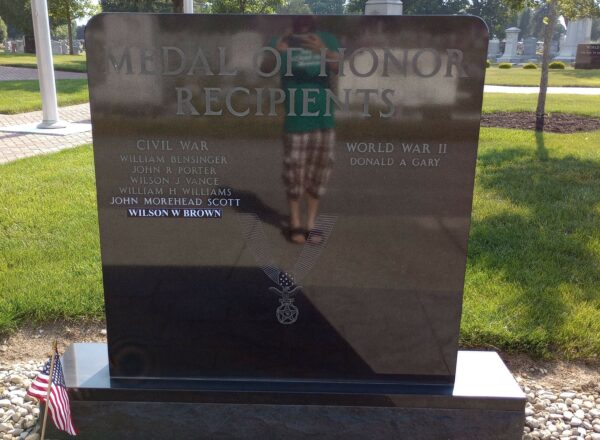 MEDAL OF HONOR
RECIPIENTS
CIVIL WAR
WILLIAM BENSINGER
JOHN R PORTER
WILSON J VANCE
WILLIAM H WILLIAMS
JOHN MOREHEAD SCOTT
WILSON W BROWN
WORLD WAR II
DONALD A GARY